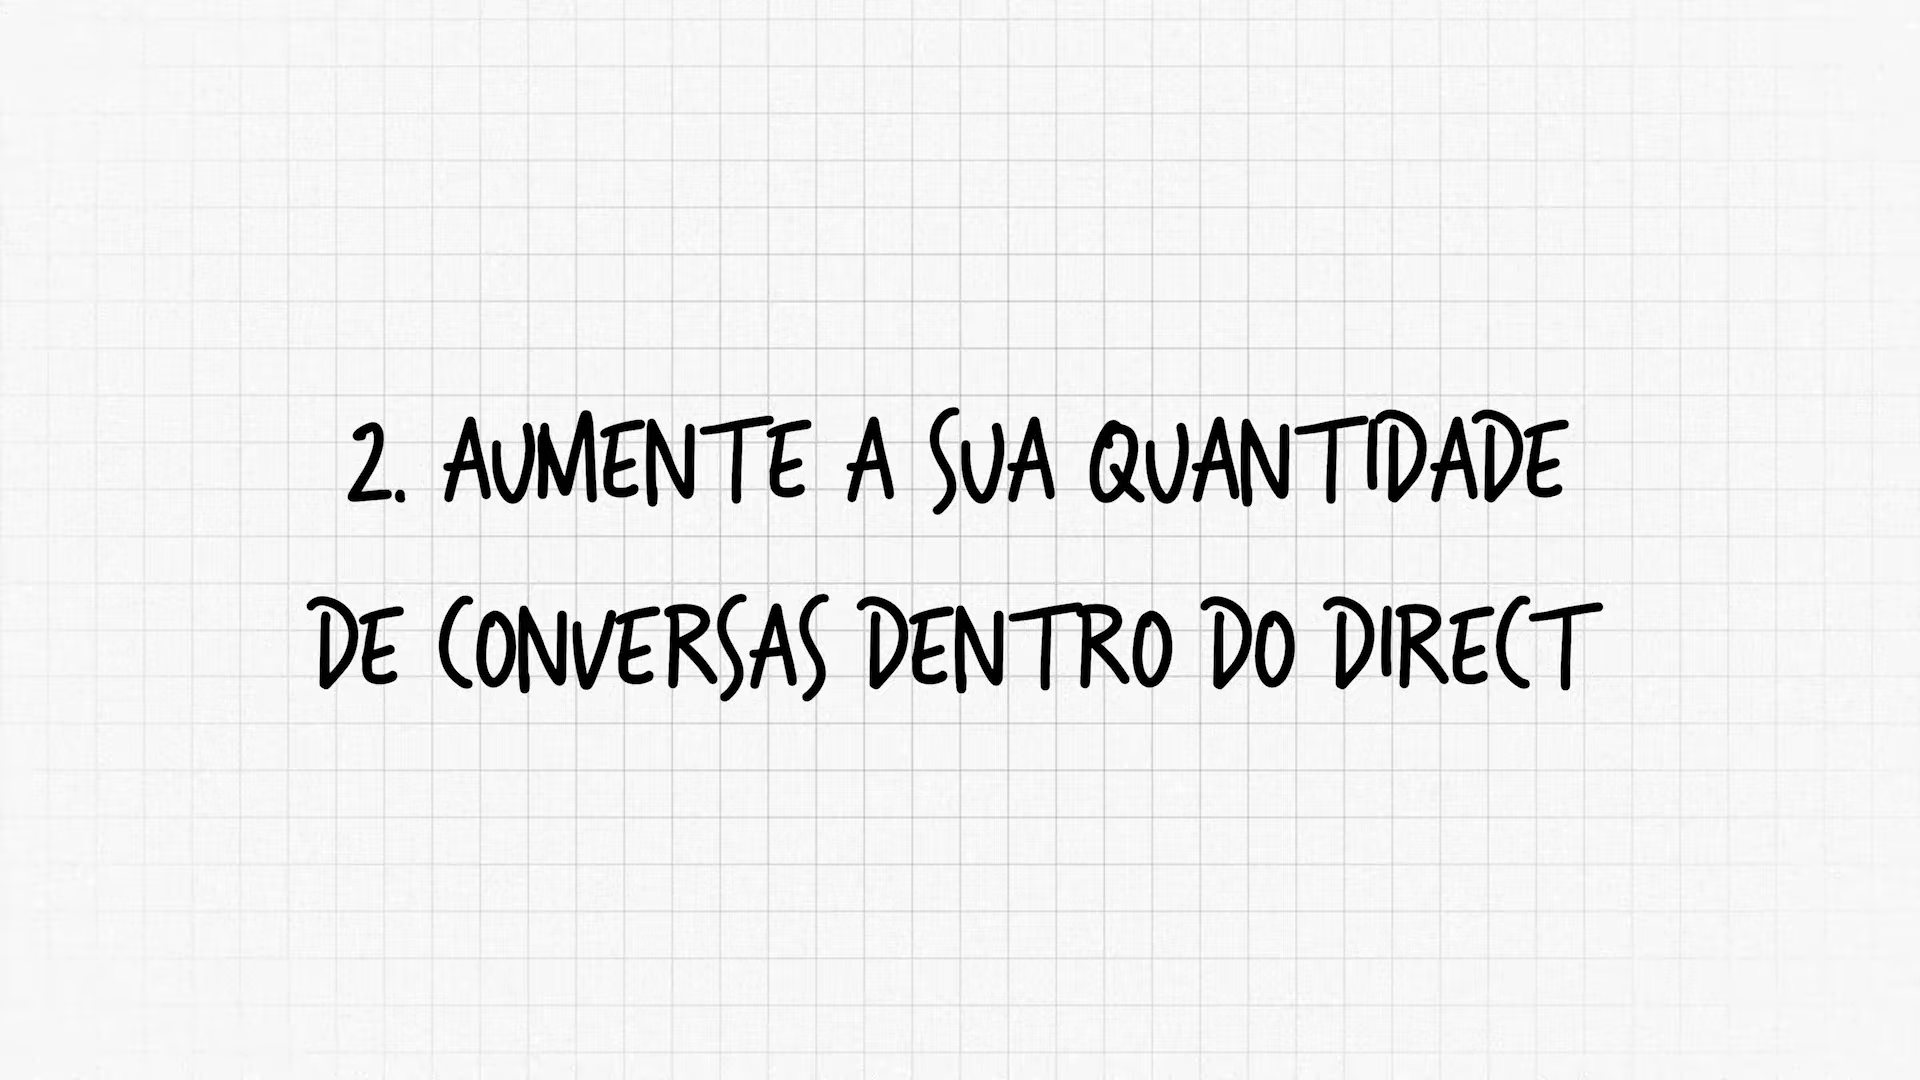 2. AUMENTE A SUA QUANTIDADE
DE CONVERSAS DENTRO DO DIRECT